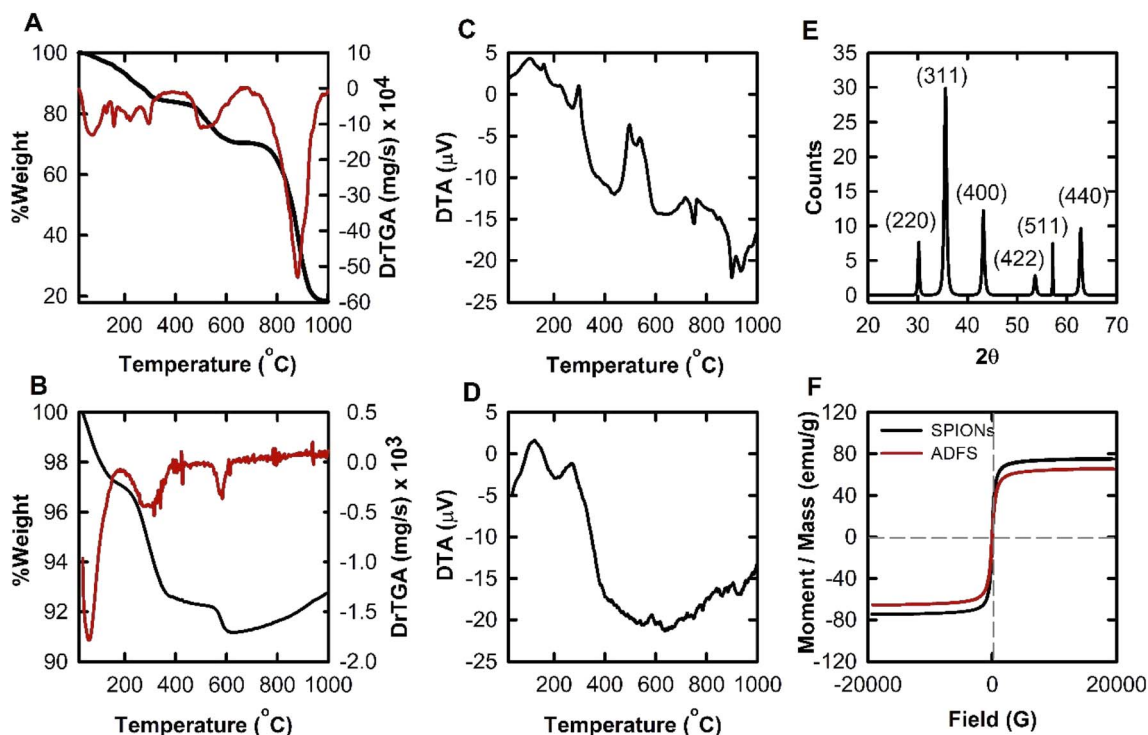 A
100
80
60
40
20
%Weight
10
0
-10
-20
-30
-40
-50
-60
DrTGA (mg/s) x 10^4
200 400 600 800 1000
Temperature (°C)
C
5
0
-5
-10
-15
-20
-25
DTA (μV)
200 400 600 800 1000
Temperature (°C)
E
35
30
25
20
15
10
5
0
Counts
(220)
(311)
(400)
(422)
(511)
(440)
20 30 40 50 60 70
2θ
B
100
98
96
94
92
90
%Weight
0.5
0.0
-0.5
-1.0
-1.5
-2.0
DrTGA (mg/s) x 10^3
200 400 600 800 1000
Temperature (°C)
D
5
0
-5
-10
-15
-20
-25
DTA (μV)
200 400 600 800 1000
Temperature (°C)
F
120
80
40
0
-40
-80
-120
Moment / Mass (emu/g)
SPIONs
ADFS
-20000 0 20000
Field (G)